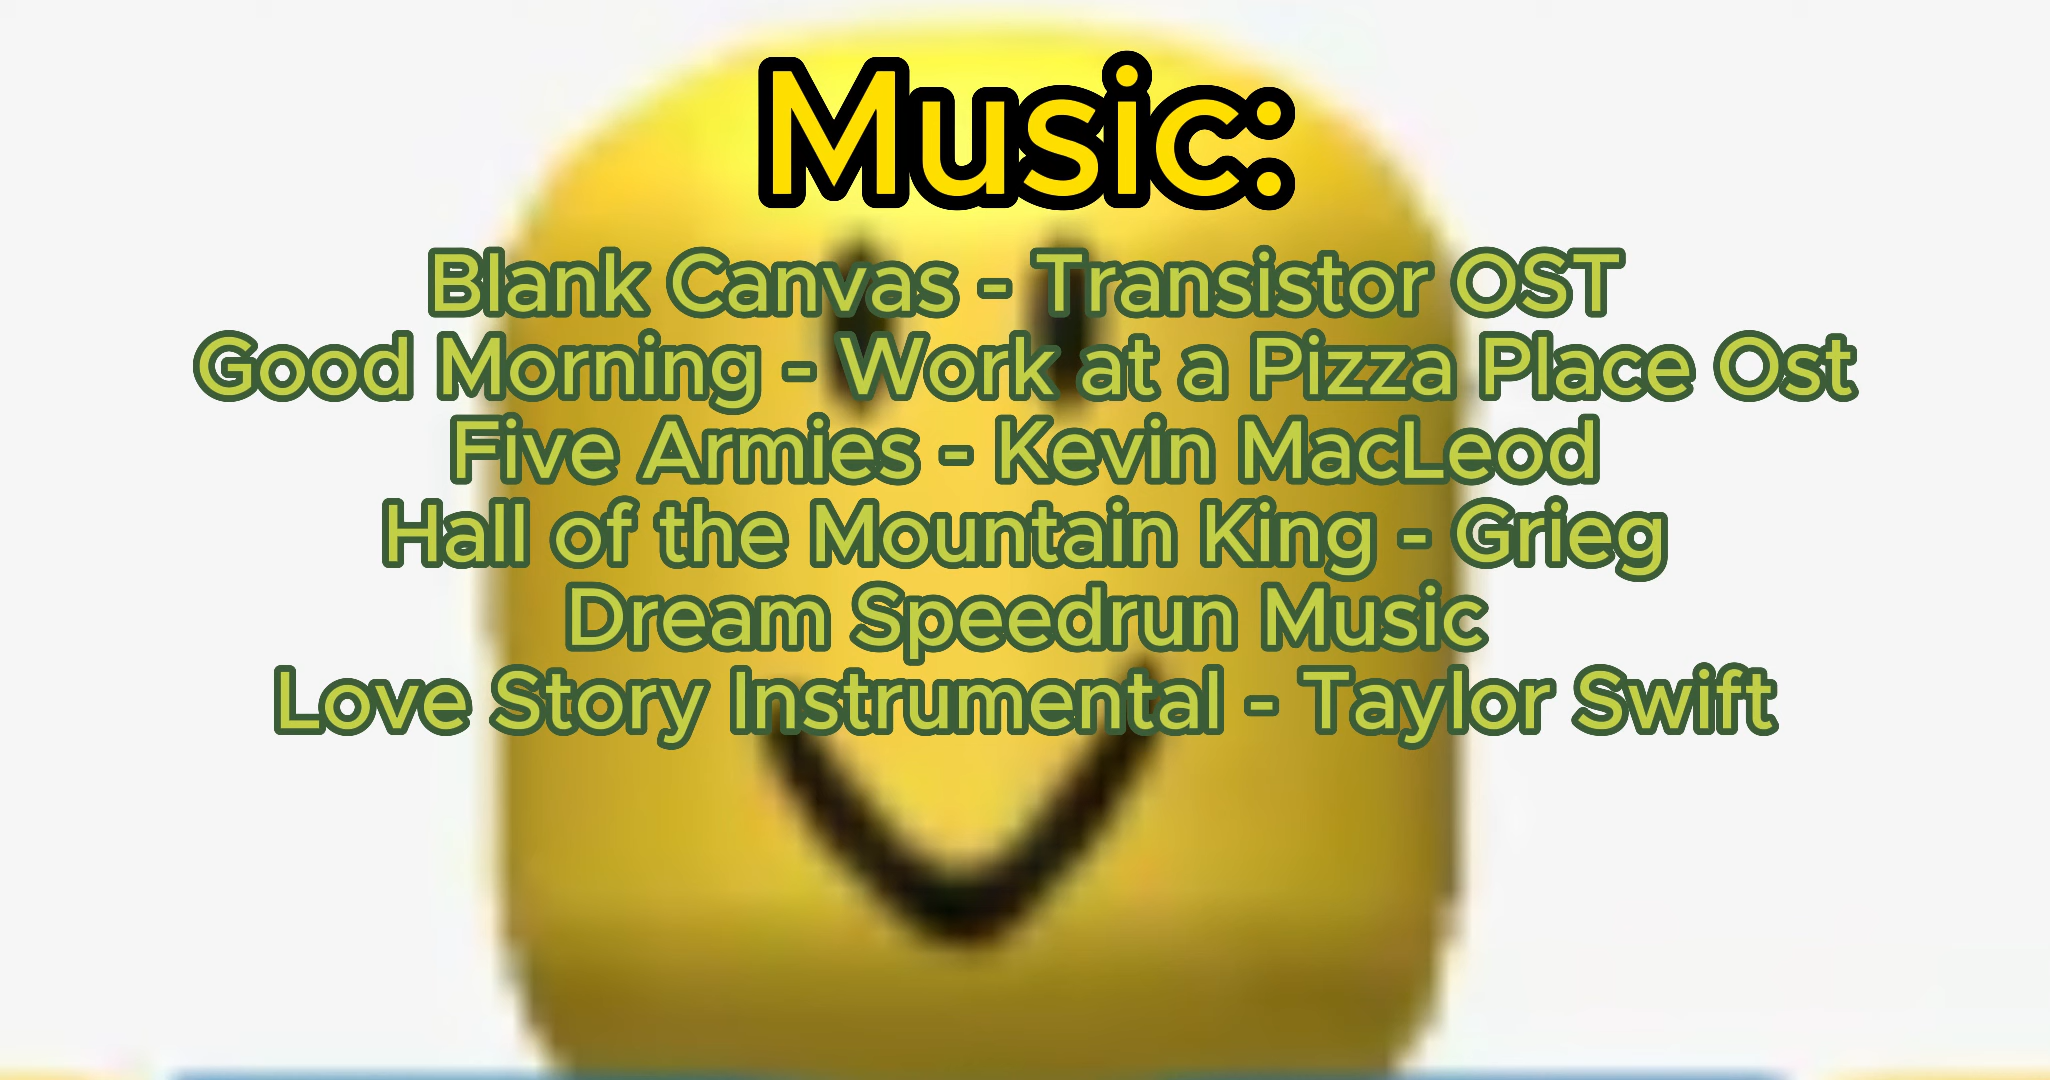 Music:
Blank Canvas - Transistor OST
Good Morning - Work at a Pizza Place Ost
Five Armies - Kevin MacLeod
Hall of the Mountain King - Grieg
Dream Speedrun Music
Love Story Instrumental - Taylor Swift